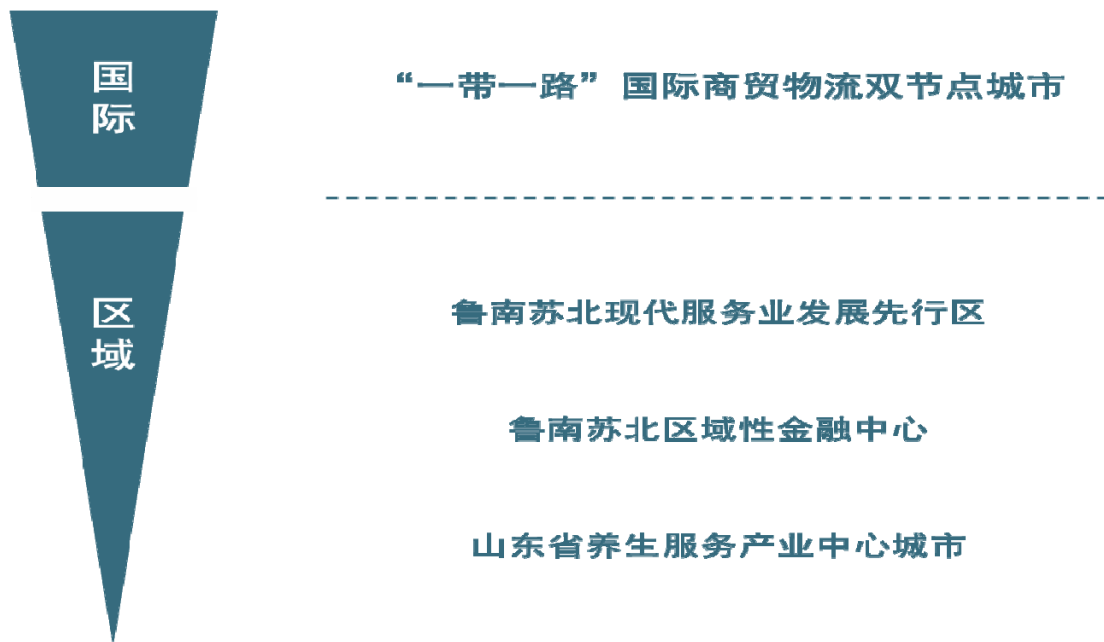 国际
“一带一路”国际商贸物流双节点城市
区域
鲁南苏北现代服务业发展先行区
鲁南苏北区域性金融中心
山东省养生服务产业中心城市